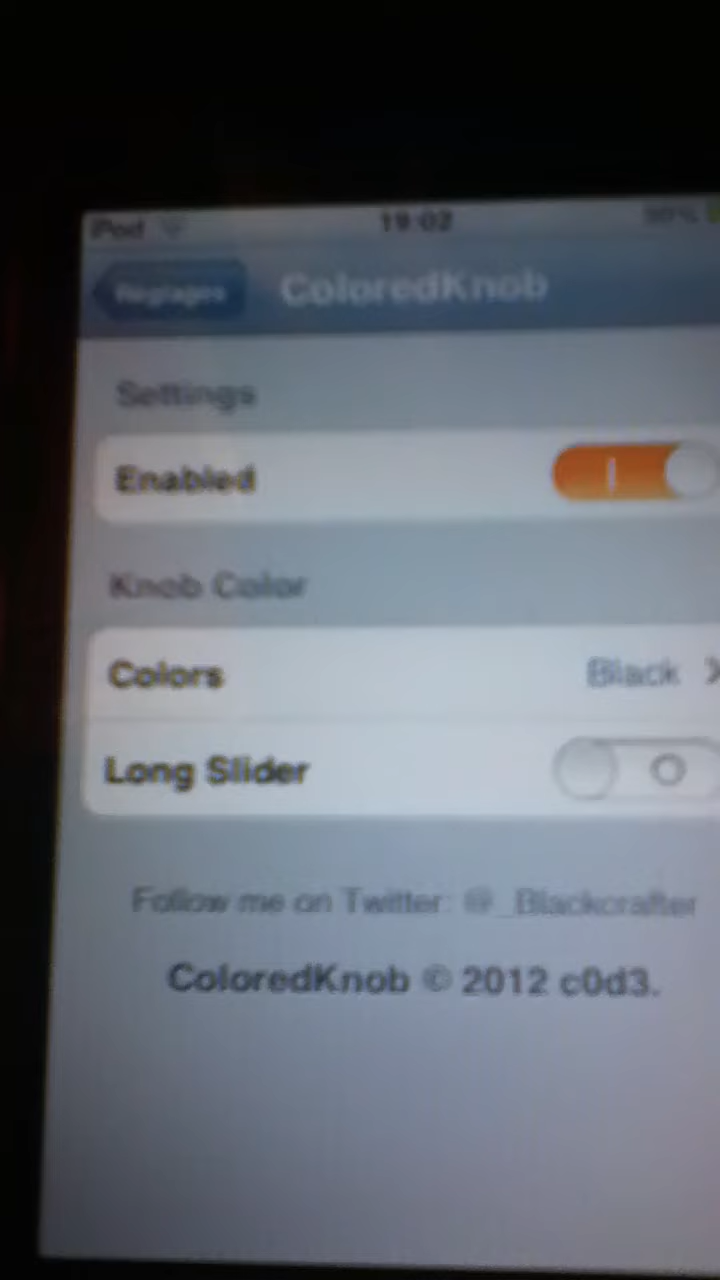 iPod 19:02
Réglages ColoredKnob
Settings
Enabled
Knob Color
Colors Black
Long Slider
Follow me on Twitter: @_Blackcrafter
ColoredKnob © 2012 c0d3.